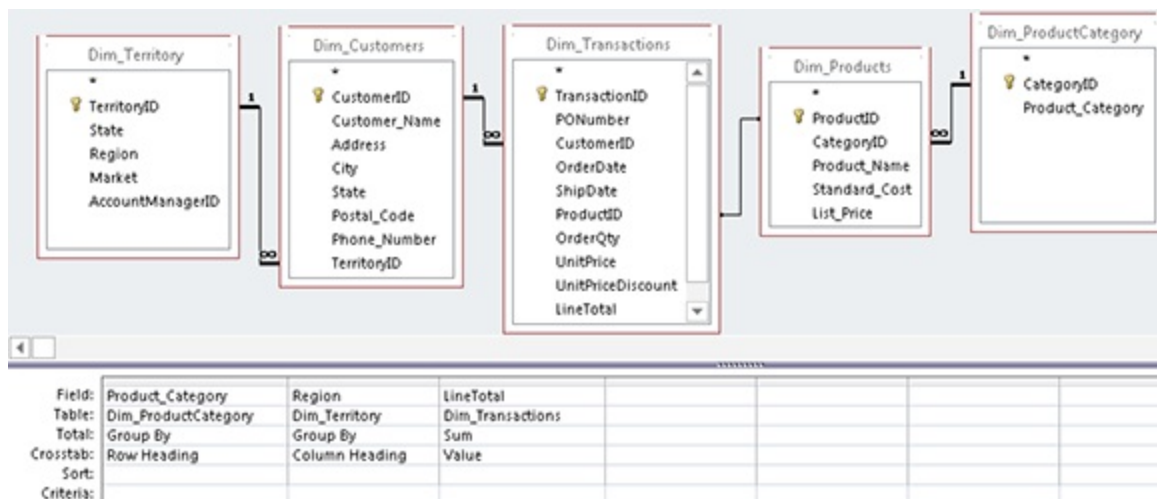 Dim_Territory
*
TerritoryID
State
Region
Market
AccountManagerID
1
∞
Dim_Customers
*
CustomerID
Customer_Name
Address
City
State
Postal_Code
Phone_Number
TerritoryID
1
∞
Dim_Transactions
*
TransactionID
PONumber
CustomerID
OrderDate
ShipDate
ProductID
OrderQty
UnitPrice
UnitPriceDiscount
LineTotal
Dim_Products
*
ProductID
CategoryID
Product_Name
Standard_Cost
List_Price
1
∞
Dim_ProductCategory
*
CategoryID
Product_Category
Field: Product_Category Region LineTotal
Table: Dim_ProductCategory Dim_Territory Dim_Transactions
Total: Group By Group By Sum
Crosstab: Row Heading Column Heading Value
Sort:
Criteria: